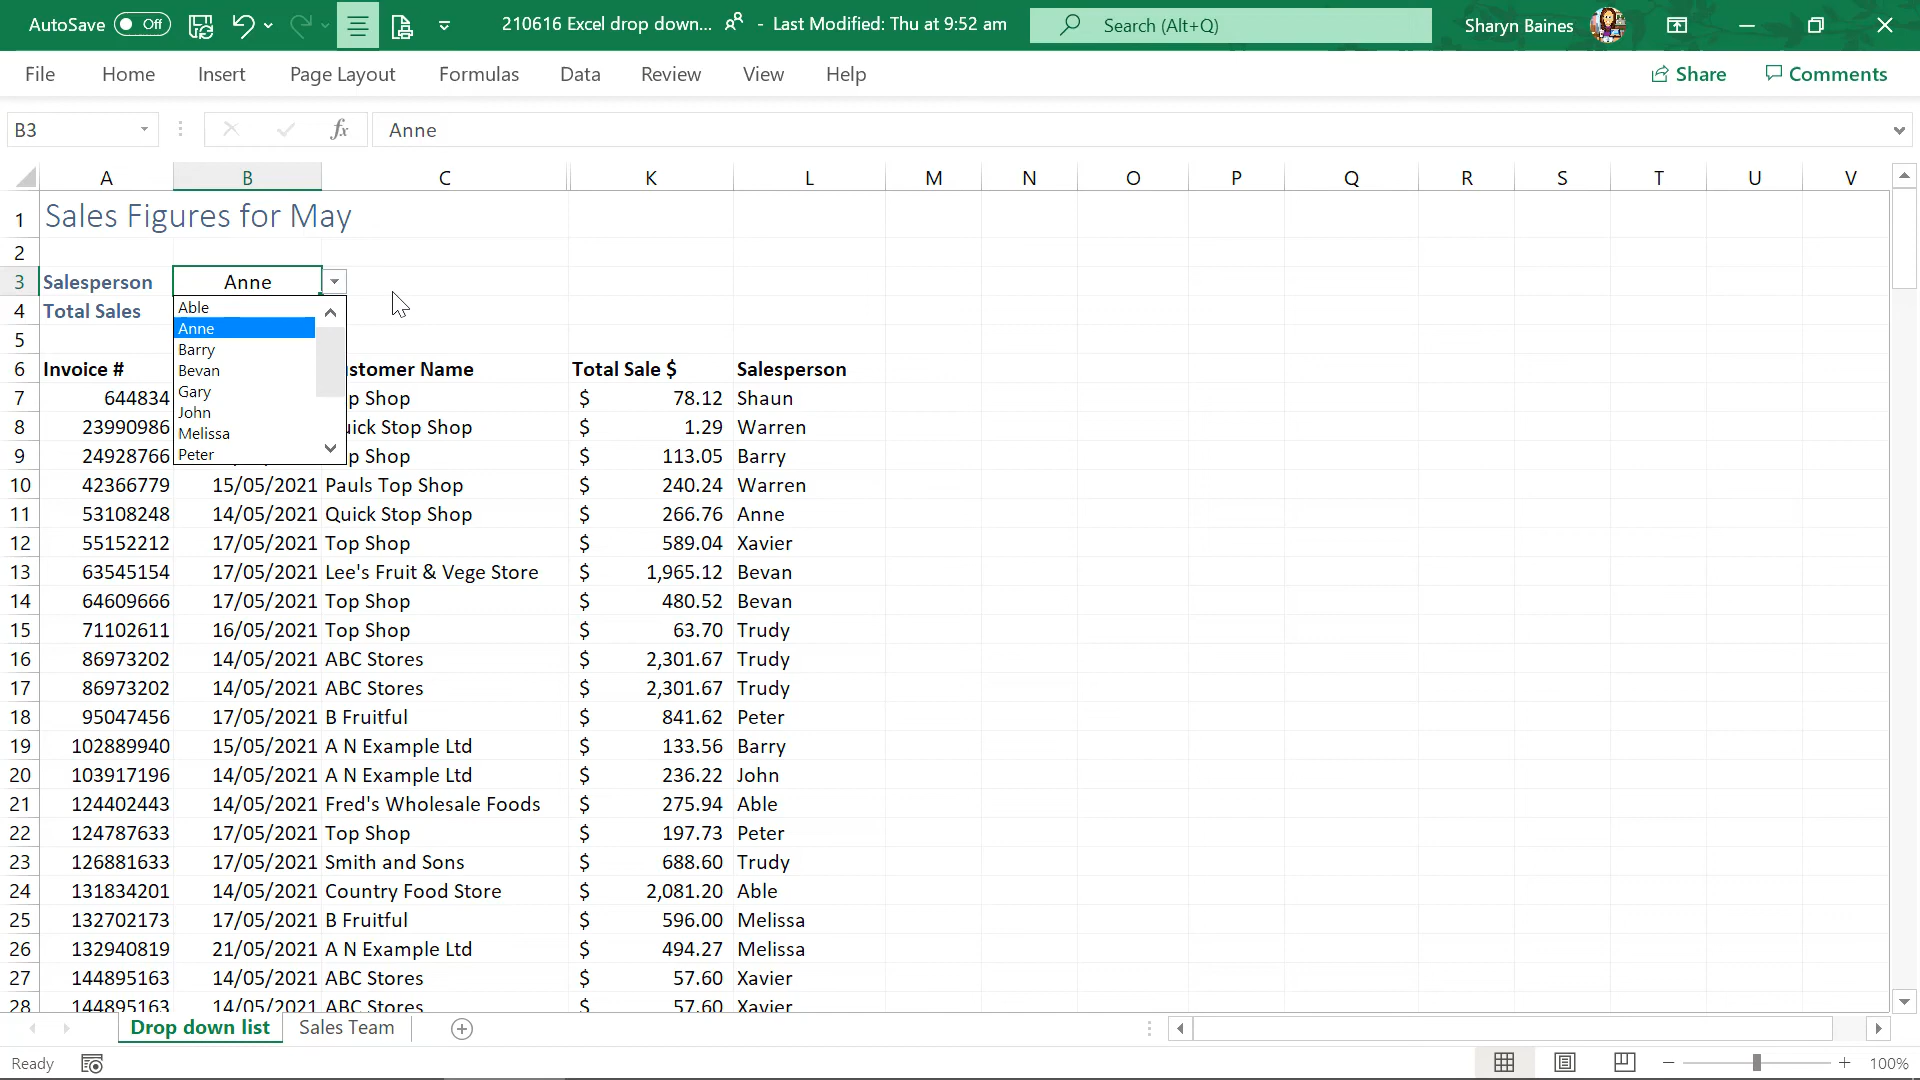 AutoSave Off 210616 Excel drop down... - Last Modified: Thu at 9:52 am Search (Alt+Q) Sharyn Baines
File Home Insert Page Layout Formulas Data Review View Help Share Comments
B3 fx Anne
A B C K L M N O P Q R S T U V
1 Sales Figures for May
2
3 Salesperson Anne
4 Total Sales
5
Able
Anne
Barry
Bevan
Gary
John
Melissa
Peter
6 Invoice # stomer Name Total Sale $ Salesperson
7 644834 p Shop $ 78.12 Shaun
8 23990986 uick Stop Shop $ 1.29 Warren
9 24928766 p Shop $ 113.05 Barry
10 42366779 15/05/2021 Pauls Top Shop $ 240.24 Warren
11 53108248 14/05/2021 Quick Stop Shop $ 266.76 Anne
12 55152212 17/05/2021 Top Shop $ 589.04 Xavier
13 63545154 17/05/2021 Lee's Fruit & Vege Store $ 1,965.12 Bevan
14 64609666 17/05/2021 Top Shop $ 480.52 Bevan
15 71102611 16/05/2021 Top Shop $ 63.70 Trudy
16 86973202 14/05/2021 ABC Stores $ 2,301.67 Trudy
17 86973202 14/05/2021 ABC Stores $ 2,301.67 Trudy
18 95047456 17/05/2021 B Fruitful $ 841.62 Peter
19 102889940 15/05/2021 A N Example Ltd $ 133.56 Barry
20 103917196 14/05/2021 A N Example Ltd $ 236.22 John
21 124402443 14/05/2021 Fred's Wholesale Foods $ 275.94 Able
22 124787633 17/05/2021 Top Shop $ 197.73 Peter
23 126881633 17/05/2021 Smith and Sons $ 688.60 Trudy
24 131834201 14/05/2021 Country Food Store $ 2,081.20 Able
25 132702173 17/05/2021 B Fruitful $ 596.00 Melissa
26 132940819 21/05/2021 A N Example Ltd $ 494.27 Melissa
27 144895163 14/05/2021 ABC Stores $ 57.60 Xavier
28 144895163 14/05/2021 ABC Stores $ 57.60 Xavier
Drop down list Sales Team
Ready 100%